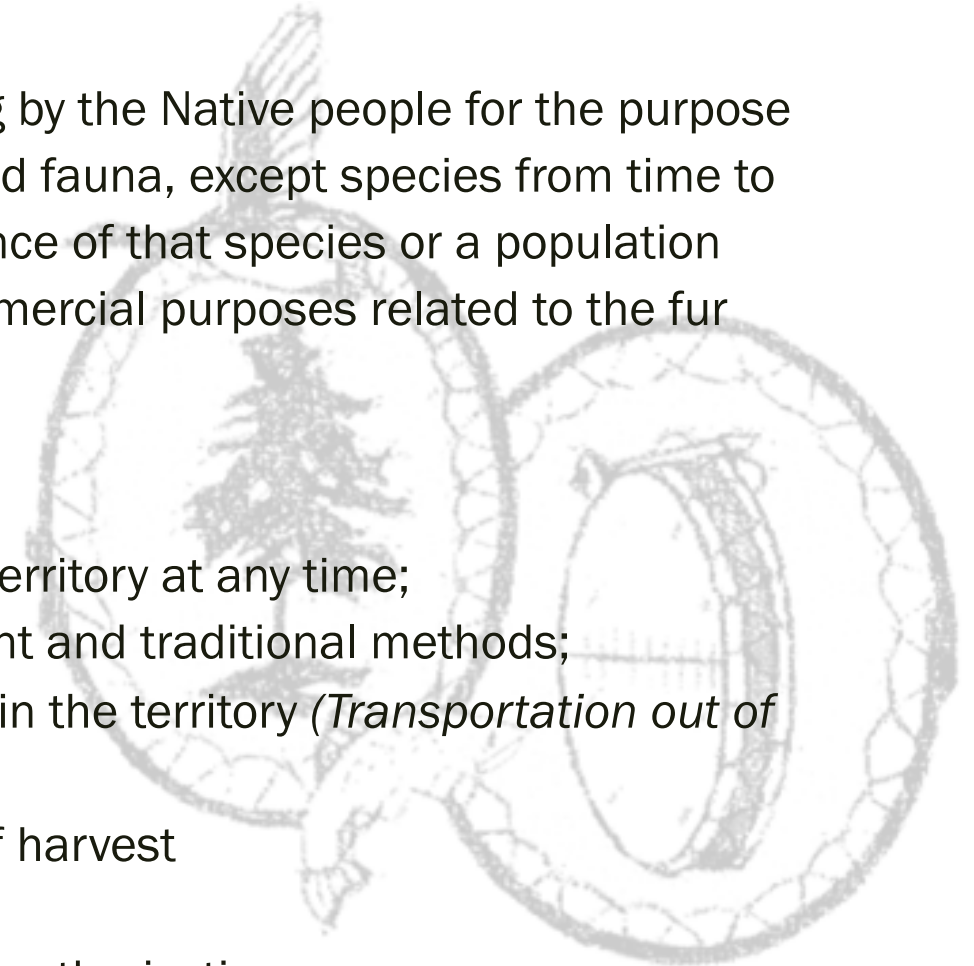 by the Native people for the purpose
d fauna, except species from time to
nce of that species or a population
mercial purposes related to the fur
erritory at any time;
nt and traditional methods;
in the territory (Transportation out of
f harvest